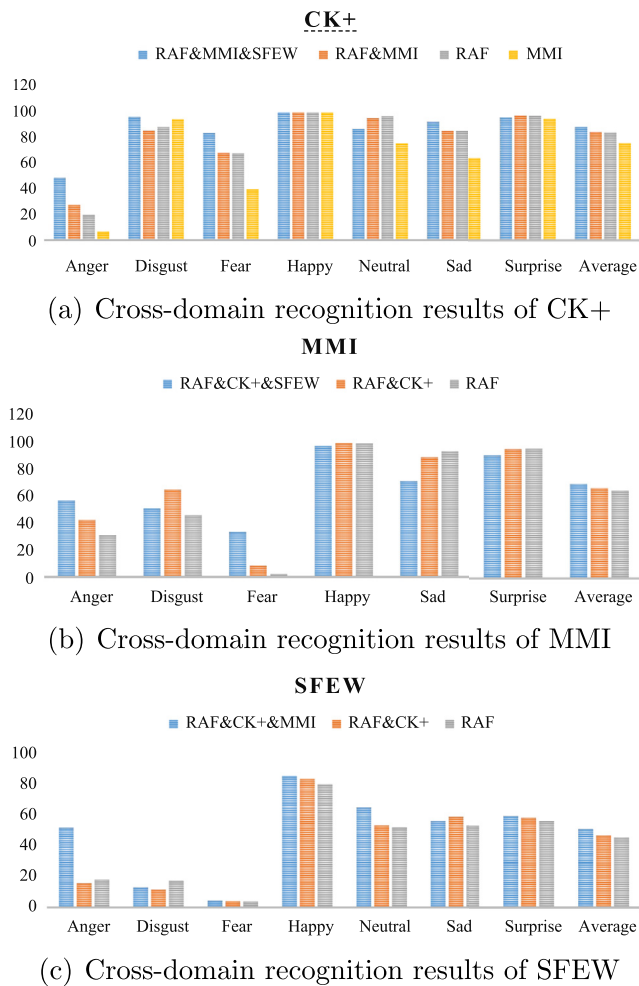 CK+
RAF&MMI&SFEW RAF&MMI RAF MMI
120
100
80
60
40
20
0
Anger Disgust Fear Happy Neutral Sad Surprise Average
(a) Cross-domain recognition results of CK+
MMI
RAF&CK+&SFEW RAF&CK+ RAF
120
100
80
60
40
20
0
Anger Disgust Fear Happy Sad Surprise Average
(b) Cross-domain recognition results of MMI
SFEW
RAF&CK+&MMI RAF&CK+ RAF
100
80
60
40
20
0
Anger Disgust Fear Happy Neutral Sad Surprise Average
(c) Cross-domain recognition results of SFEW